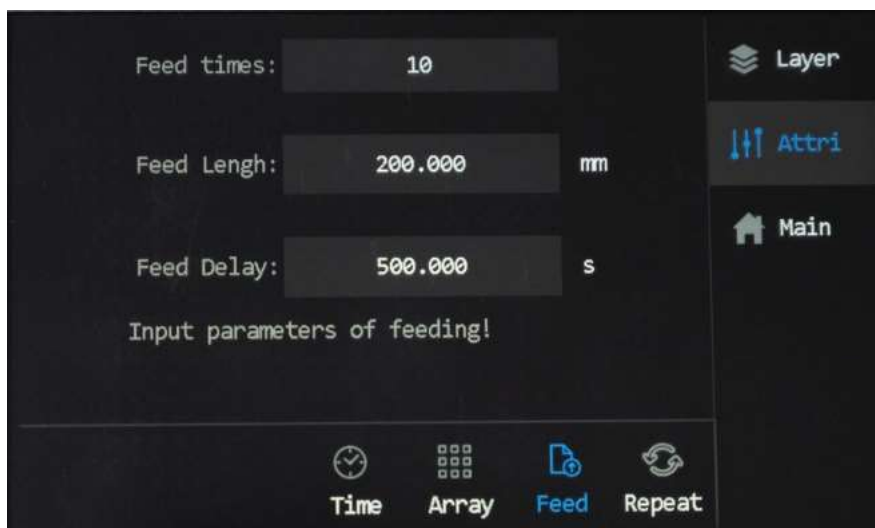 Feed times: 10
Feed Lengh: 200.000 mm
Feed Delay: 500.000 s
Input parameters of feeding!
Layer
Attri
Main
Time Array Feed Repeat